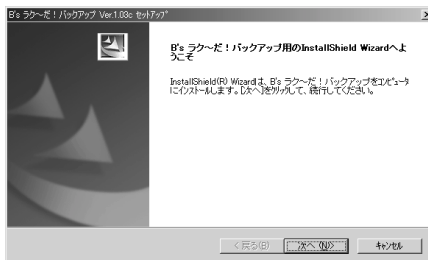 B's ラク〜だ！バックアップ Ver.1.03c ｾｯﾄｱｯﾌﾟ
B's ラク〜だ！バックアップ用のInstallShield Wizardへよ
うこそ
InstallShield(R) Wizardは、B's ラク〜だ！バックアップをｺﾝﾋﾟｭｰﾀ
にｲﾝｽﾄｰﾙします。[次へ]をｸﾘｯｸして、続行してください。
< 戻る(B)
次へ (N)>
ｷｬﾝｾﾙ